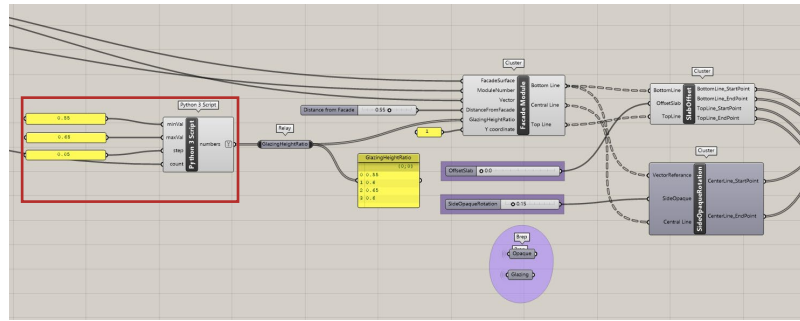 Python 3 Script
0.55
0.65
0.05
minVal
maxVal
step
count
Python 3 Script
numbers
Relay
GlazingHeightRatio
Distance from Facade
0.55
1
GlazingHeightRatio
{0;0}
0 0.55
1 0.6
2 0.65
3 0.6
Cluster
FacadeSurface
ModuleNumber
Vector
DistanceFromFacade
GlazingHeightRatio
Y coordinate
Facade Module
Bottom Line
Central Line
Top Line
OffsetSlab
0.0
SideOpaqueRotation
0.75
Brep
Opaque
Glazing
Cluster
BottomLine
OffsetSlab
TopLine
SlabOffset
BottomLine_StartPoint
BottomLine_EndPoint
TopLine_StartPoint
TopLine_EndPoint
Cluster
VectorReference
SideOpaque
Central Line
SideOpaqueRotation
CenterLine_StartPoint
CenterLine_EndPoint